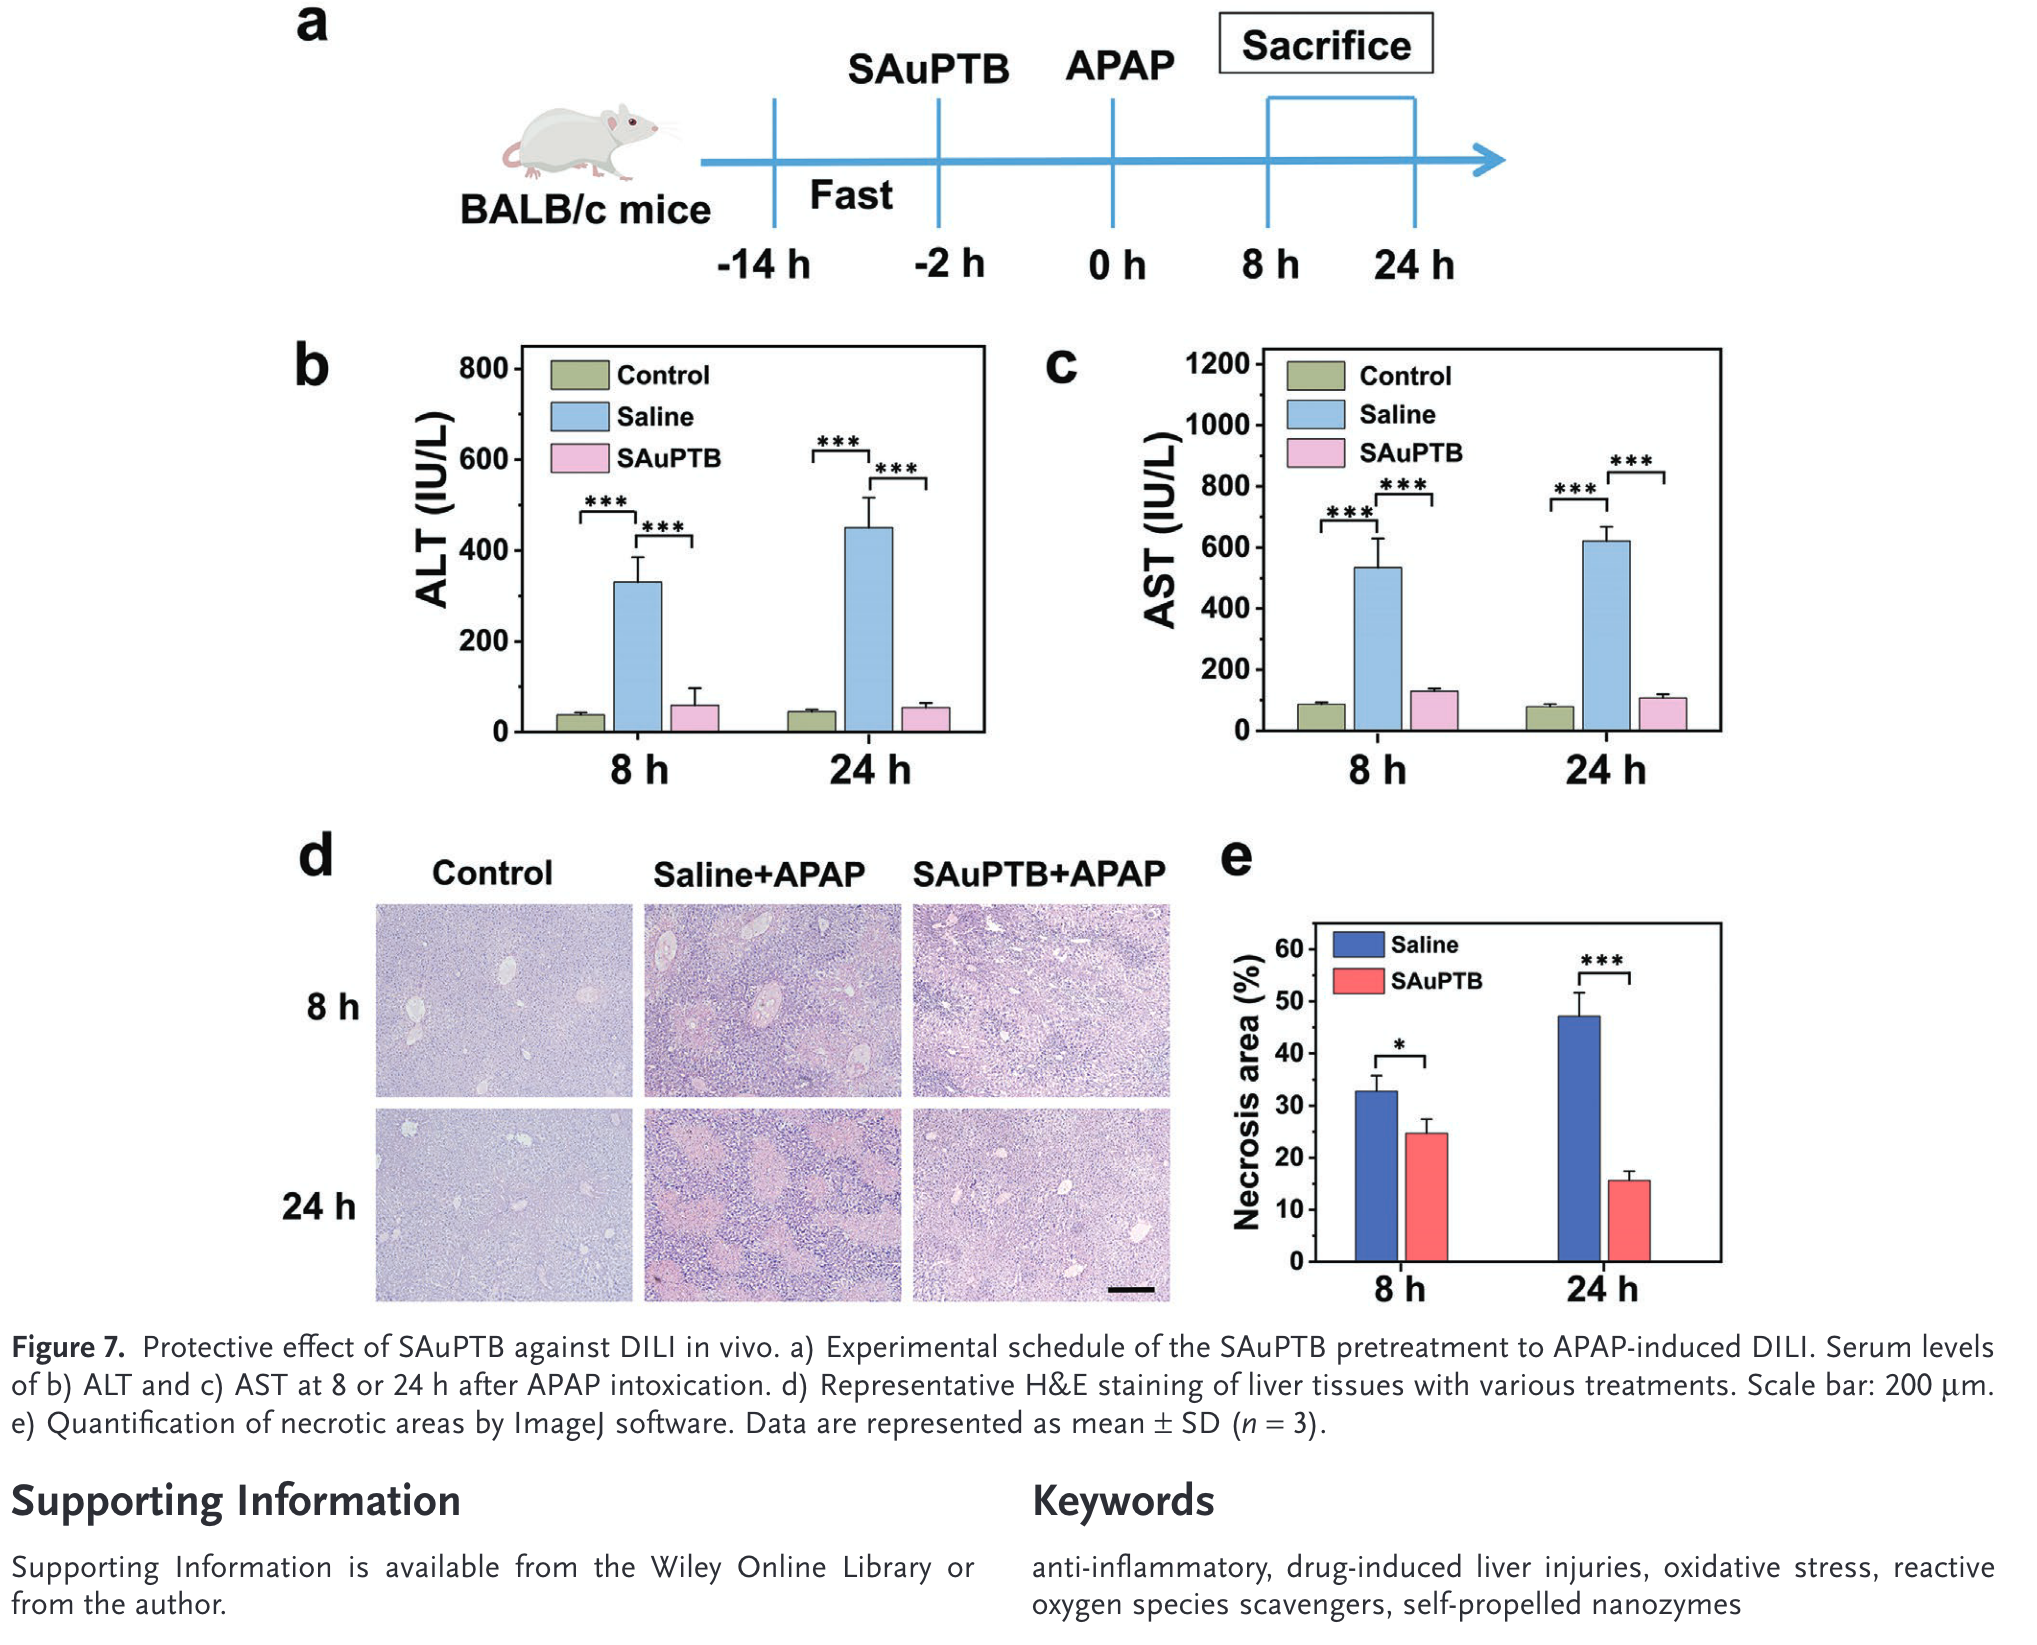 a
SAuPTB
APAP
Sacrifice
BALB/c mice
Fast
-14 h
-2 h
0 h
8 h
24 h
b
ALT (IU/L)
800
600
400
200
0
Control
Saline
SAuPTB
***
***
***
***
8 h
24 h
c
AST (IU/L)
1200
1000
800
600
400
200
0
Control
Saline
SAuPTB
***
***
***
***
8 h
24 h
d
Control
Saline+APAP
SAuPTB+APAP
8 h
24 h
e
Necrosis area (%)
60
50
40
30
20
10
0
Saline
SAuPTB
*
***
8 h
24 h
Figure 7. Protective effect of SAuPTB against DILI in vivo. a) Experimental schedule of the SAuPTB pretreatment to APAP-induced DILI. Serum levels
of b) ALT and c) AST at 8 or 24 h after APAP intoxication. d) Representative H&E staining of liver tissues with various treatments. Scale bar: 200 μm.
e) Quantification of necrotic areas by ImageJ software. Data are represented as mean ± SD (n = 3).
Supporting Information
Supporting Information is available from the Wiley Online Library or
from the author.
Keywords
anti-inflammatory, drug-induced liver injuries, oxidative stress, reactive
oxygen species scavengers, self-propelled nanozymes